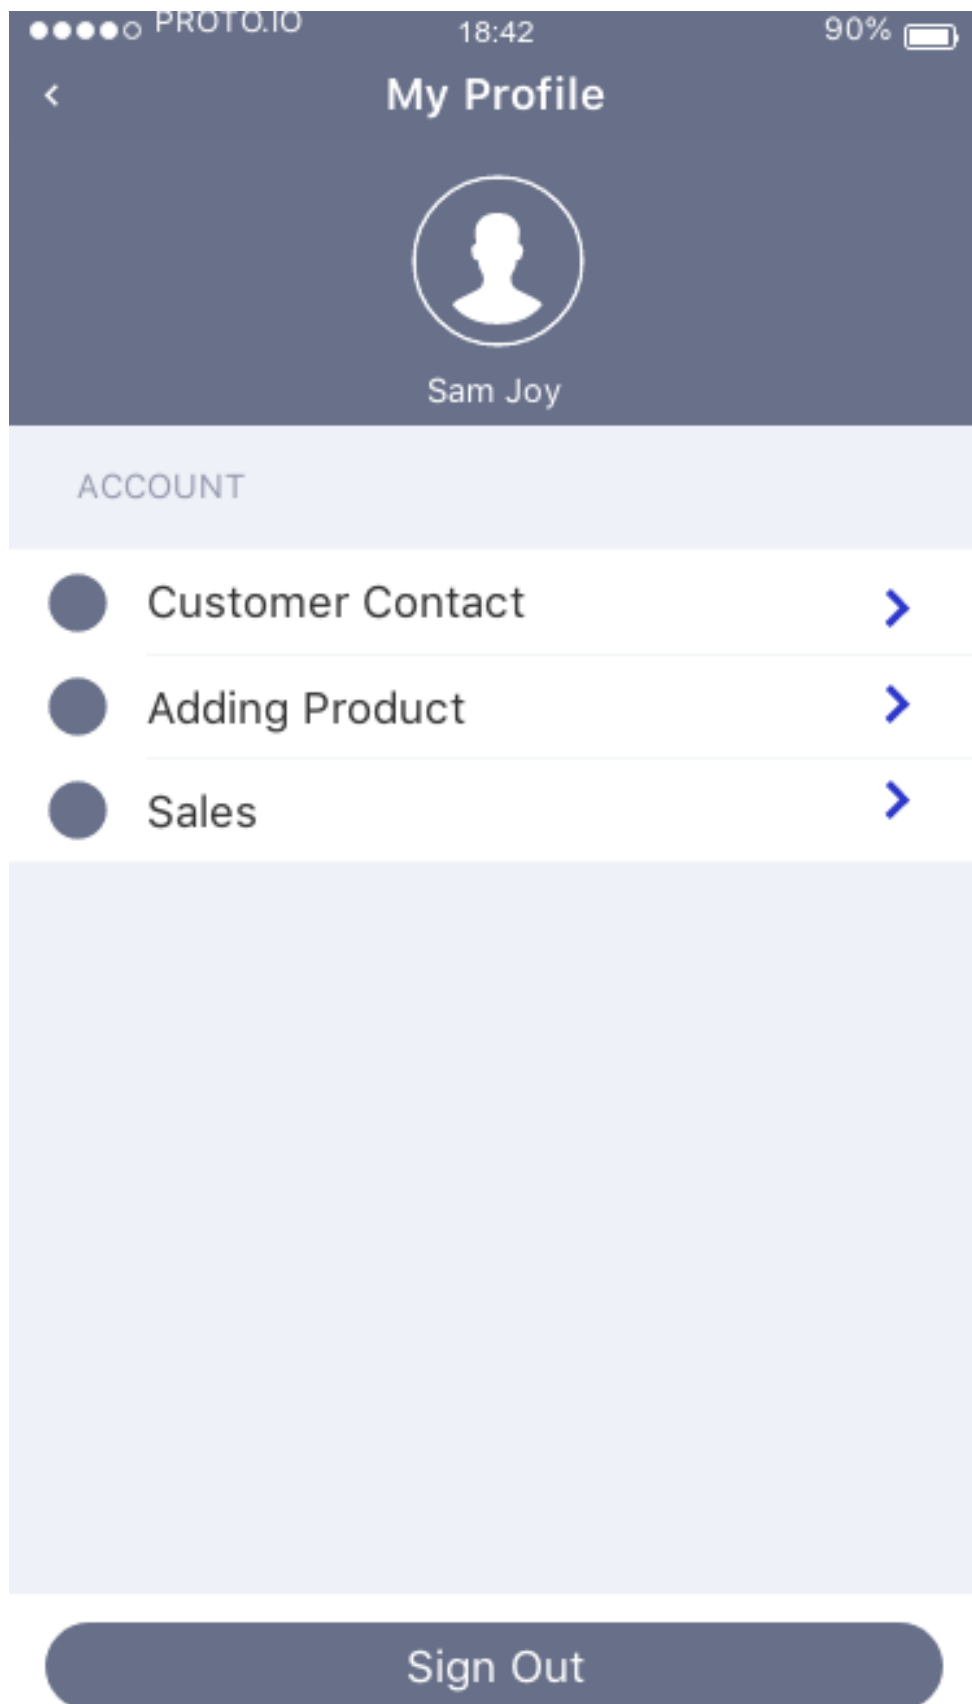 PROTO.IO 18:42 90%
My Profile
Sam Joy
ACCOUNT
Customer Contact
Adding Product
Sales
Sign Out